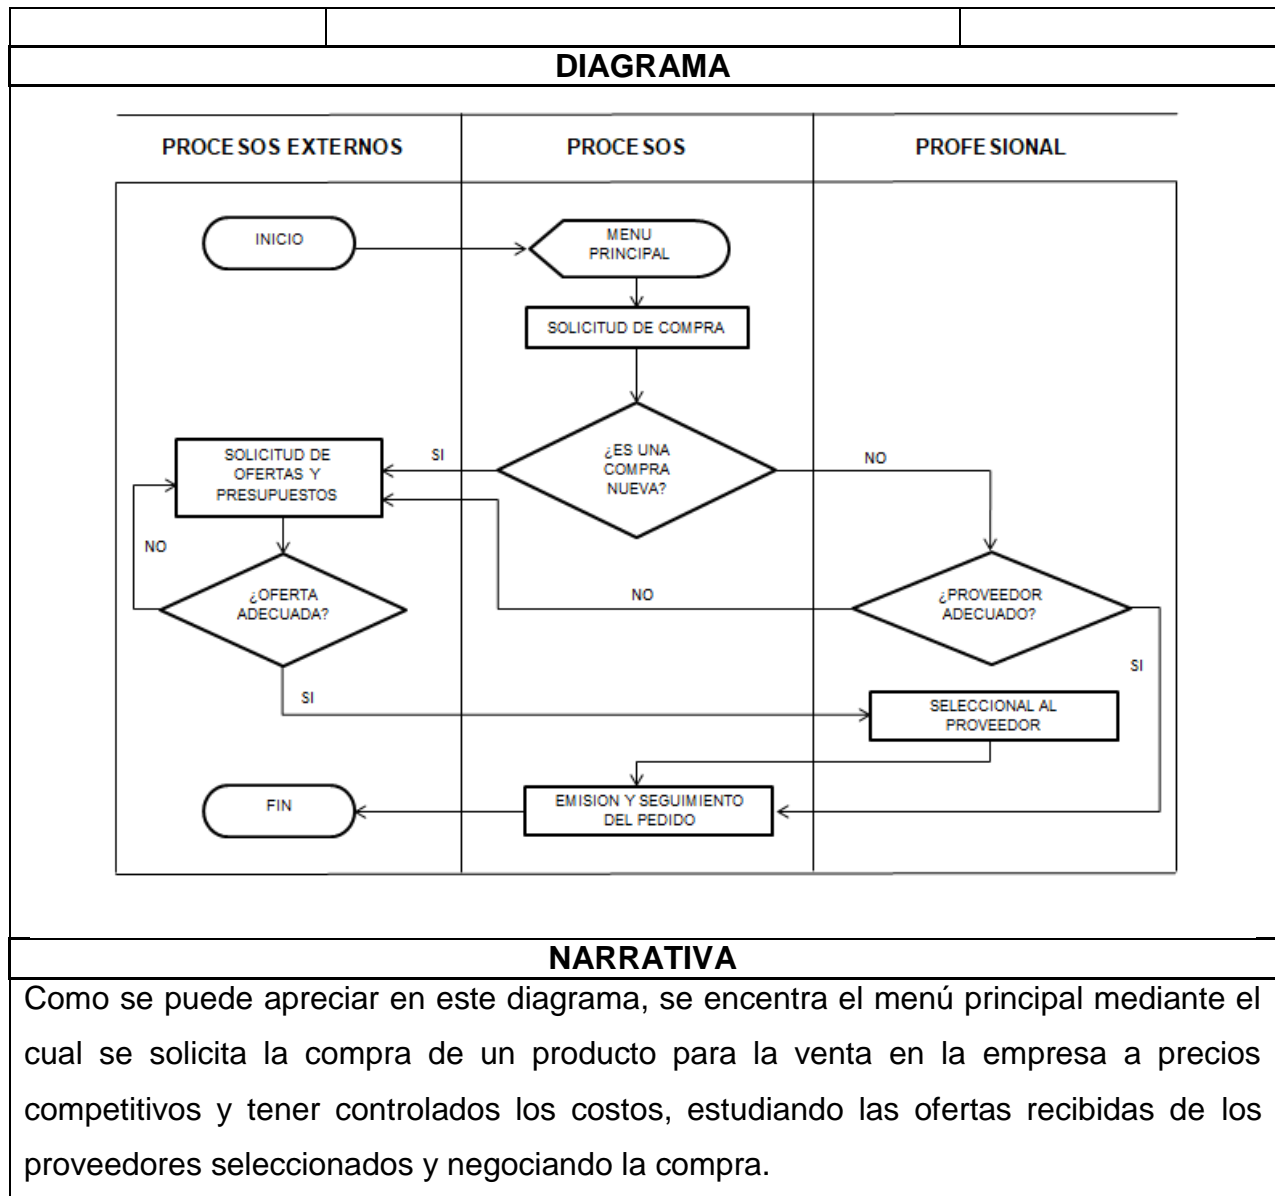 DIAGRAMA
PROCESOS EXTERNOS
PROCESOS
PROFESIONAL
INICIO
MENU
PRINCIPAL
SOLICITUD DE COMPRA
¿ES UNA
COMPRA
NUEVA?
SI
NO
SOLICITUD DE
OFERTAS Y
PRESUPUESTOS
NO
¿OFERTA
ADECUADA?
NO
¿PROVEEDOR
ADECUADO?
SI
SI
SELECCIONAL AL
PROVEEDOR
EMISION Y SEGUIMIENTO
DEL PEDIDO
FIN
NARRATIVA
Como se puede apreciar en este diagrama, se encentra el menú principal mediante el
cual se solicita la compra de un producto para la venta en la empresa a precios
competitivos y tener controlados los costos, estudiando las ofertas recibidas de los
proveedores seleccionados y negociando la compra.